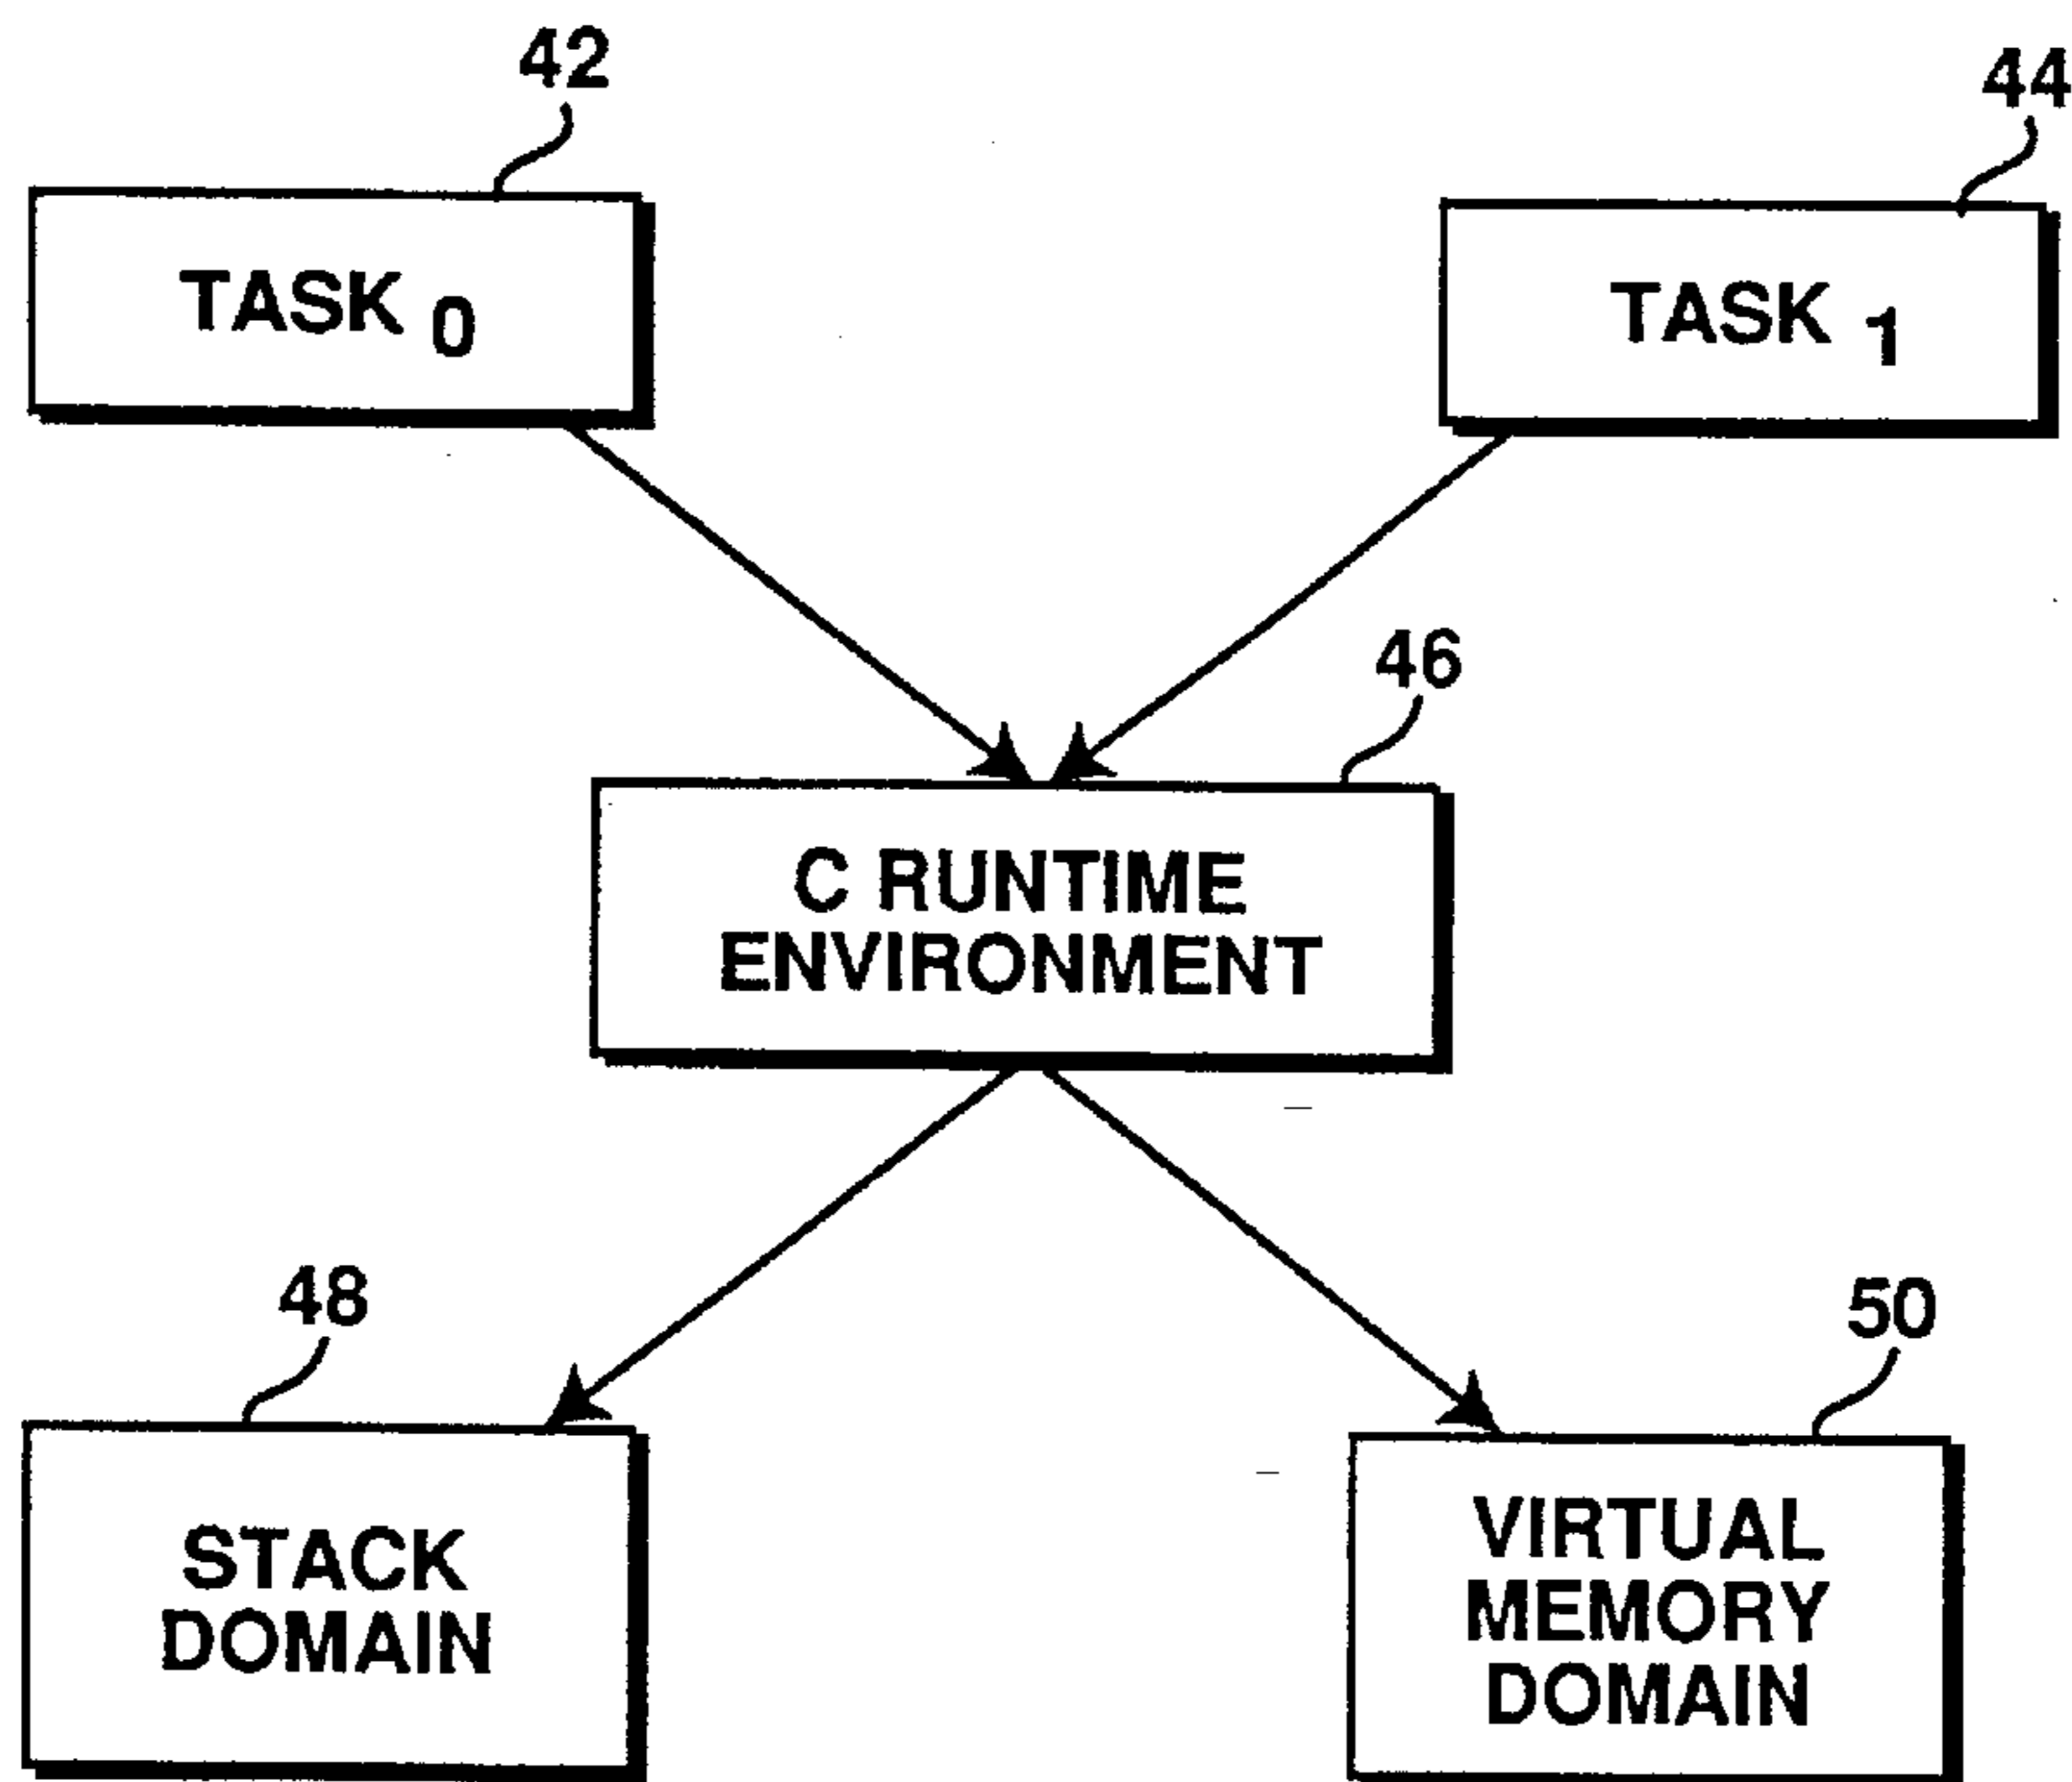 42
44
TASK 0
TASK 1
46
C RUNTIME
ENVIRONMENT
48
50
STACK
DOMAIN
VIRTUAL
MEMORY
DOMAIN